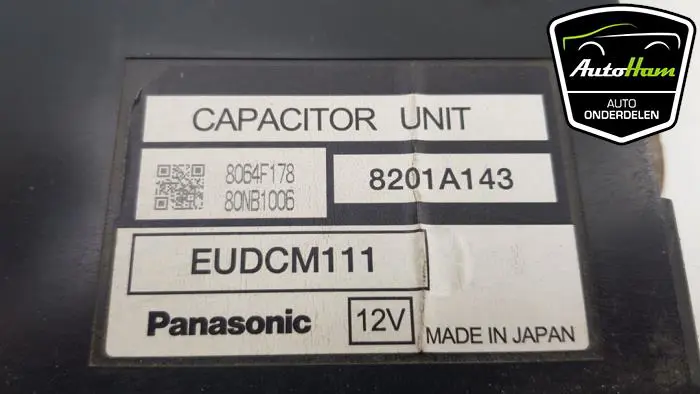 AutoHam
AUTO
ONDERDELEN
CAPACITOR UNIT
8064F178
80NB1006
8201A143
EUDCM111
Panasonic
12V
MADE IN JAPAN